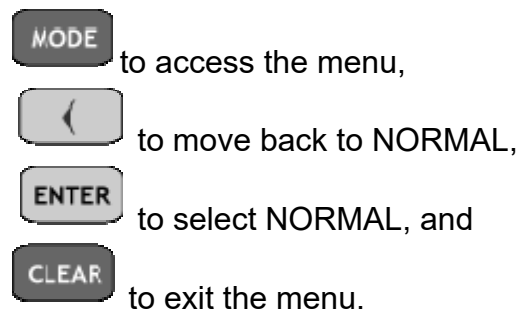 MODE to access the menu,
( to move back to NORMAL,
ENTER to select NORMAL, and
CLEAR to exit the menu.